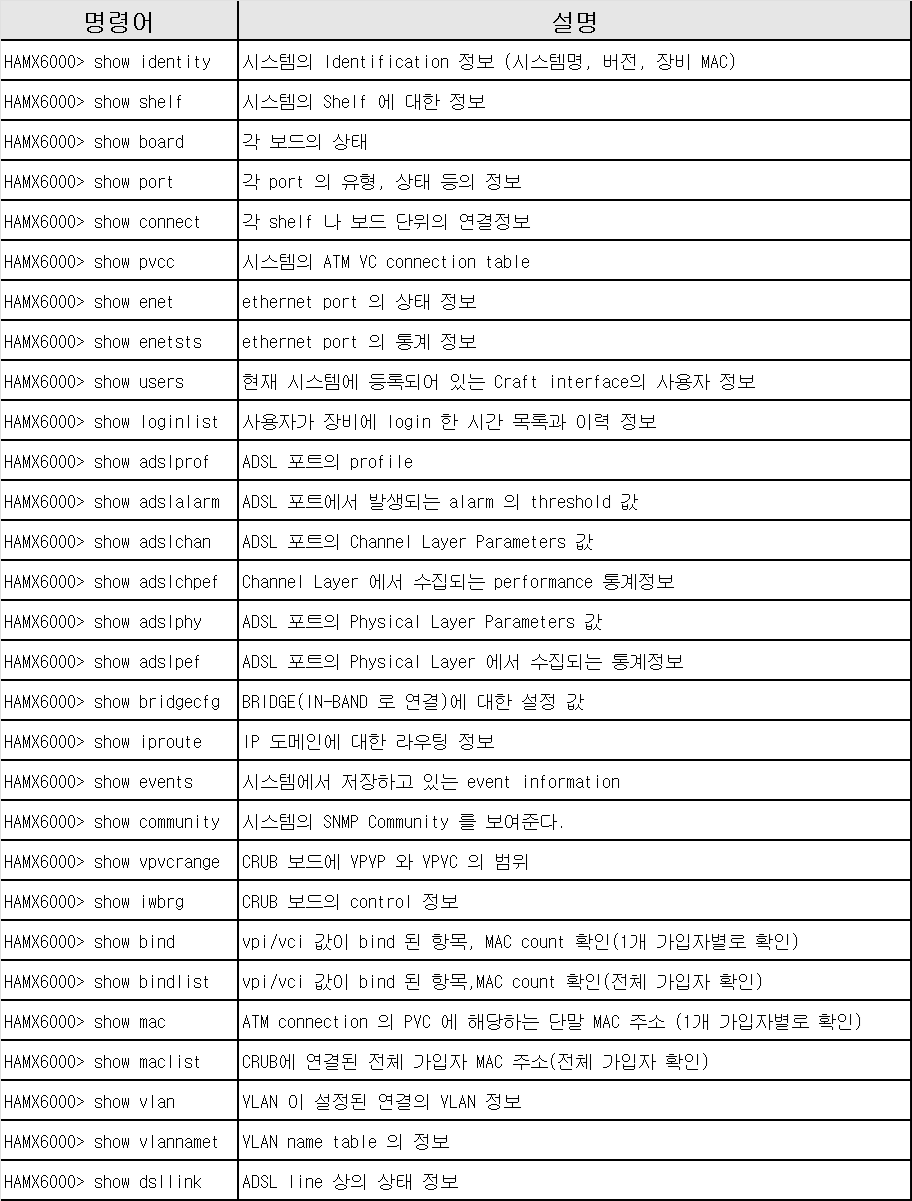 명령어 설명
HAMX6000> show identity 시스템의 Identification 정보 (시스템명, 버전, 장비 MAC)
HAMX6000> show shelf 시스템의 Shelf 에 대한 정보
HAMX6000> show board 각 보드의 상태
HAMX6000> show port 각 port 의 유형, 상태 등의 정보
HAMX6000> show connect 각 shelf 나 보드 단위의 연결정보
HAMX6000> show pvcc 시스템의 ATM VC connection table
HAMX6000> show enet ethernet port 의 상태 정보
HAMX6000> show enetsts ethernet port 의 통계 정보
HAMX6000> show users 현재 시스템에 등록되어 있는 Craft interface의 사용자 정보
HAMX6000> show loginlist 사용자가 장비에 login 한 시간 목록과 이력 정보
HAMX6000> show adslprof ADSL 포트의 profile
HAMX6000> show adslalarm ADSL 포트에서 발생되는 alarm 의 threshold 값
HAMX6000> show adslchan ADSL 포트의 Channel Layer Parameters 값
HAMX6000> show adslchpef Channel Layer 에서 수집되는 performance 통계정보
HAMX6000> show adslphy ADSL 포트의 Physical Layer Parameters 값
HAMX6000> show adslpef ADSL 포트의 Physical Layer 에서 수집되는 통계정보
HAMX6000> show bridgecfg BRIDGE(IN-BAND 로 연결)에 대한 설정 값
HAMX6000> show iproute IP 도메인에 대한 라우팅 정보
HAMX6000> show events 시스템에서 저장하고 있는 event information
HAMX6000> show community 시스템의 SNMP Community 를 보여준다.
HAMX6000> show vpvcrange CRUB 보드에 VPVP 와 VPVC 의 범위
HAMX6000> show iwbrg CRUB 보드의 control 정보
HAMX6000> show bind vpi/vci 값이 bind 된 항목, MAC count 확인(1개 가입자별로 확인)
HAMX6000> show bindlist vpi/vci 값이 bind 된 항목,MAC count 확인(전체 가입자 확인)
HAMX6000> show mac ATM connection 의 PVC 에 해당하는 단말 MAC 주소 (1개 가입자별로 확인)
HAMX6000> show maclist CRUB에 연결된 전체 가입자 MAC 주소(전체 가입자 확인)
HAMX6000> show vlan VLAN 이 설정된 연결의 VLAN 정보
HAMX6000> show vlannamet VLAN name table 의 정보
HAMX6000> show dsllink ADSL line 상의 상태 정보